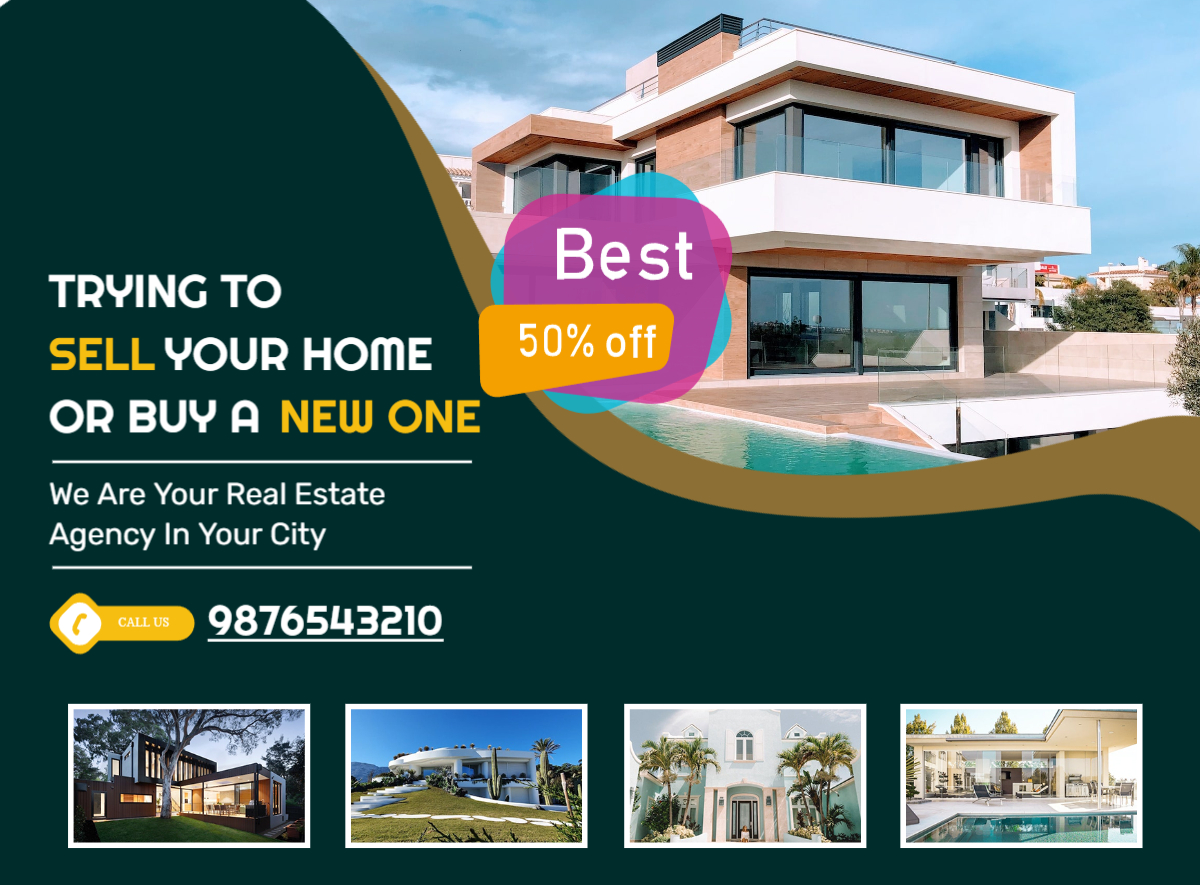 Best
50% off
TRYING TO
SELL YOUR HOME
OR BUY A NEW ONE
We Are Your Real Estate
Agency In Your City
CALL US 9876543210